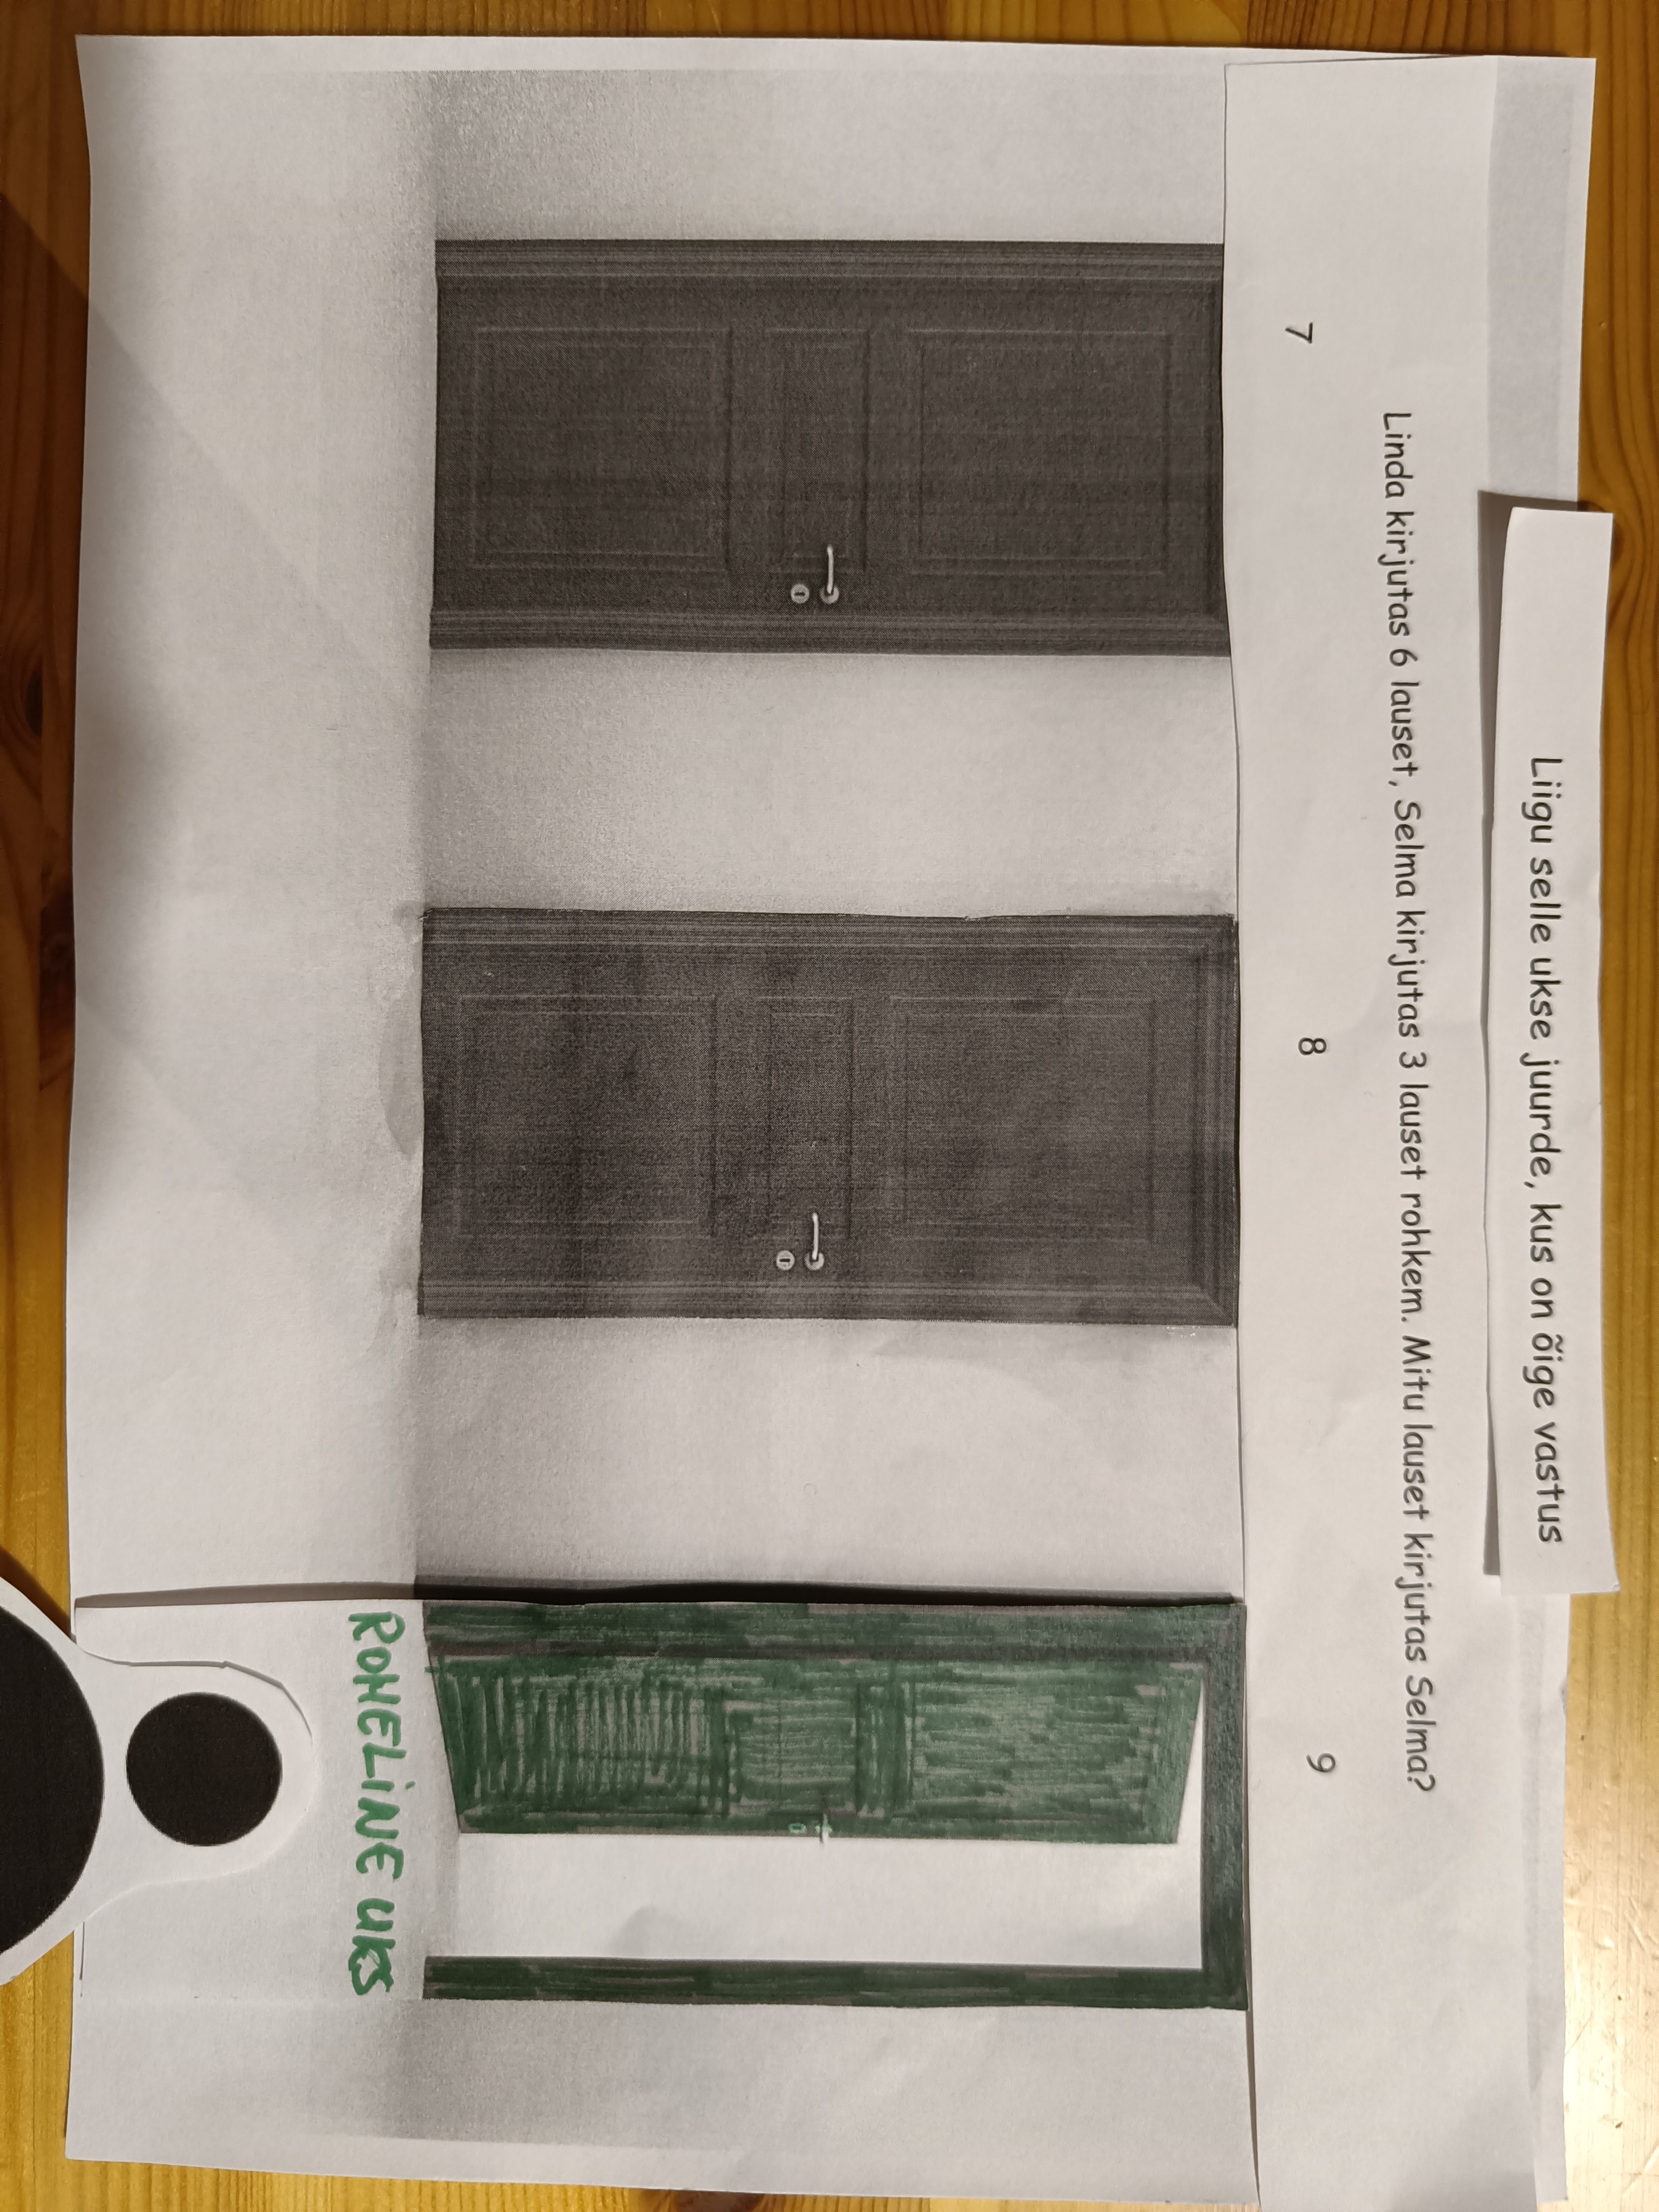 Liigu selle ukse juurde, kus on õige vastus
Linda kirjutas 6 lauset, Selma kirjutas 3 lauset rohkem. Mitu lauset kirjutas Selma?
7 8 9
ROHELINE UKS